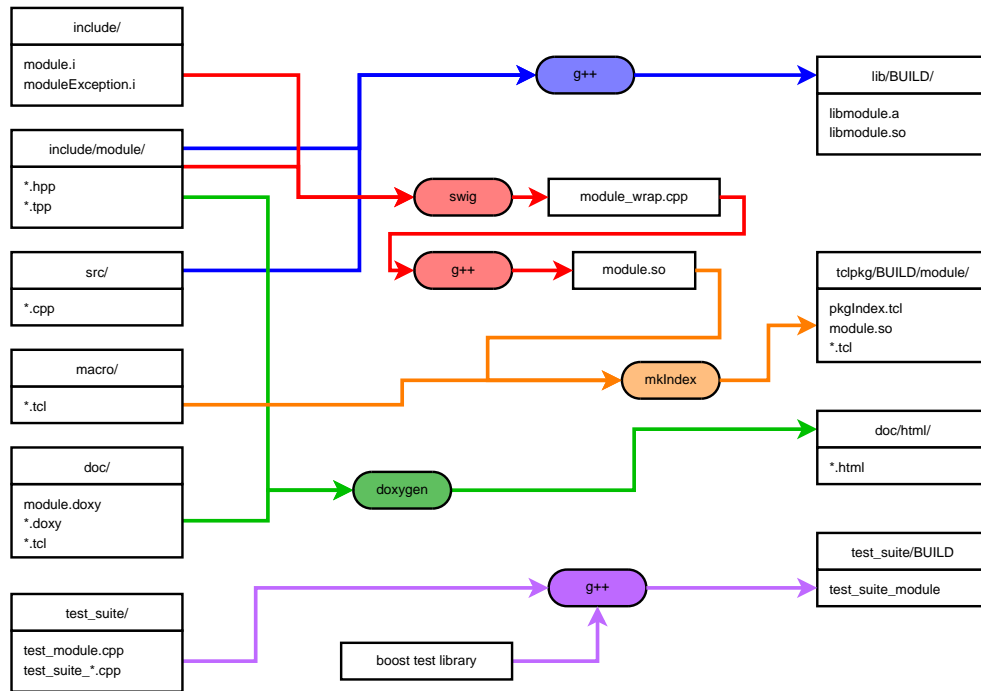 include/
module.i
moduleException.i
include/module/
*.hpp
*.tpp
src/
*.cpp
macro/
*.tcl
doc/
module.doxy
*.doxy
*.tcl
test_suite/
test_module.cpp
test_suite_*.cpp
g++
swig
module_wrap.cpp
g++
module.so
mkIndex
doxygen
g++
boost test library
lib/BUILD/
libmodule.a
libmodule.so
tclpkg/BUILD/module/
pkgIndex.tcl
module.so
*.tcl
doc/html/
*.html
test_suite/BUILD
test_suite_module